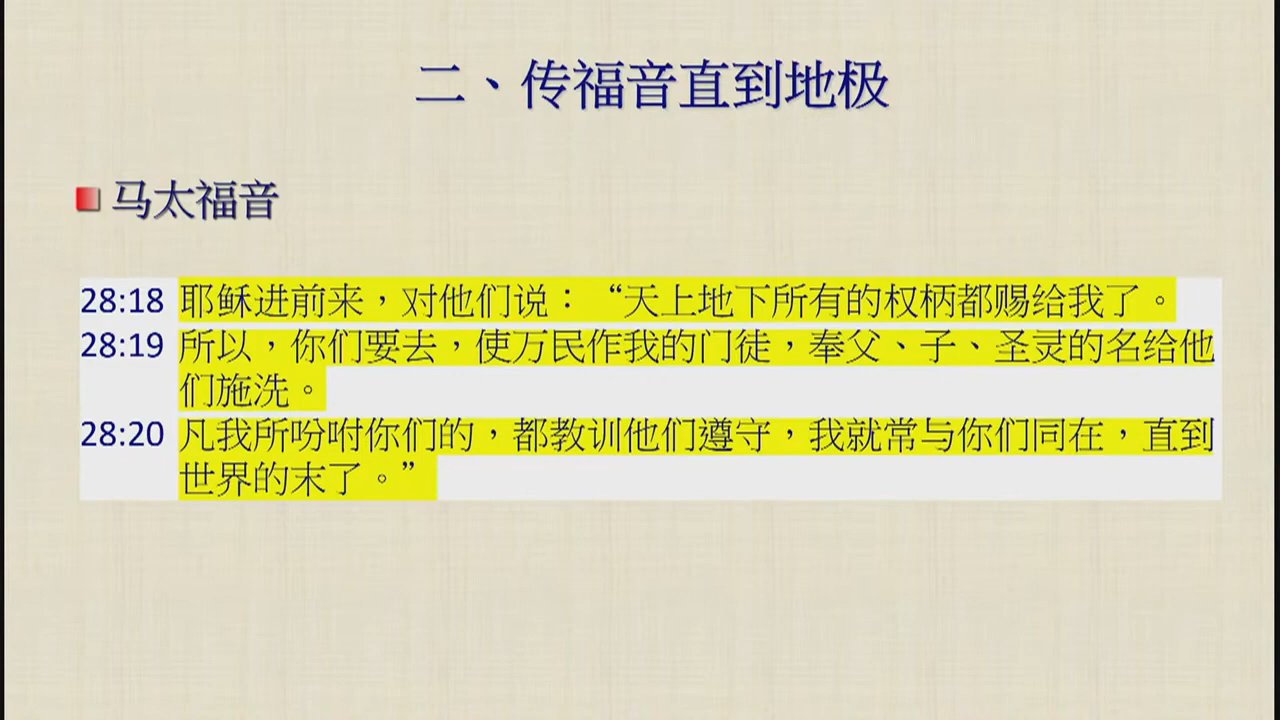 二、传福音直到地极
马太福音
28:18 耶稣进前来，对他们说：“天上地下所有的权柄都赐给我了。
28:19 所以，你们要去，使万民作我的门徒，奉父、子、圣灵的名给他
们施洗。
28:20 凡我所吩咐你们的，都教训他们遵守，我就常与你们同在，直到
世界的末了。”